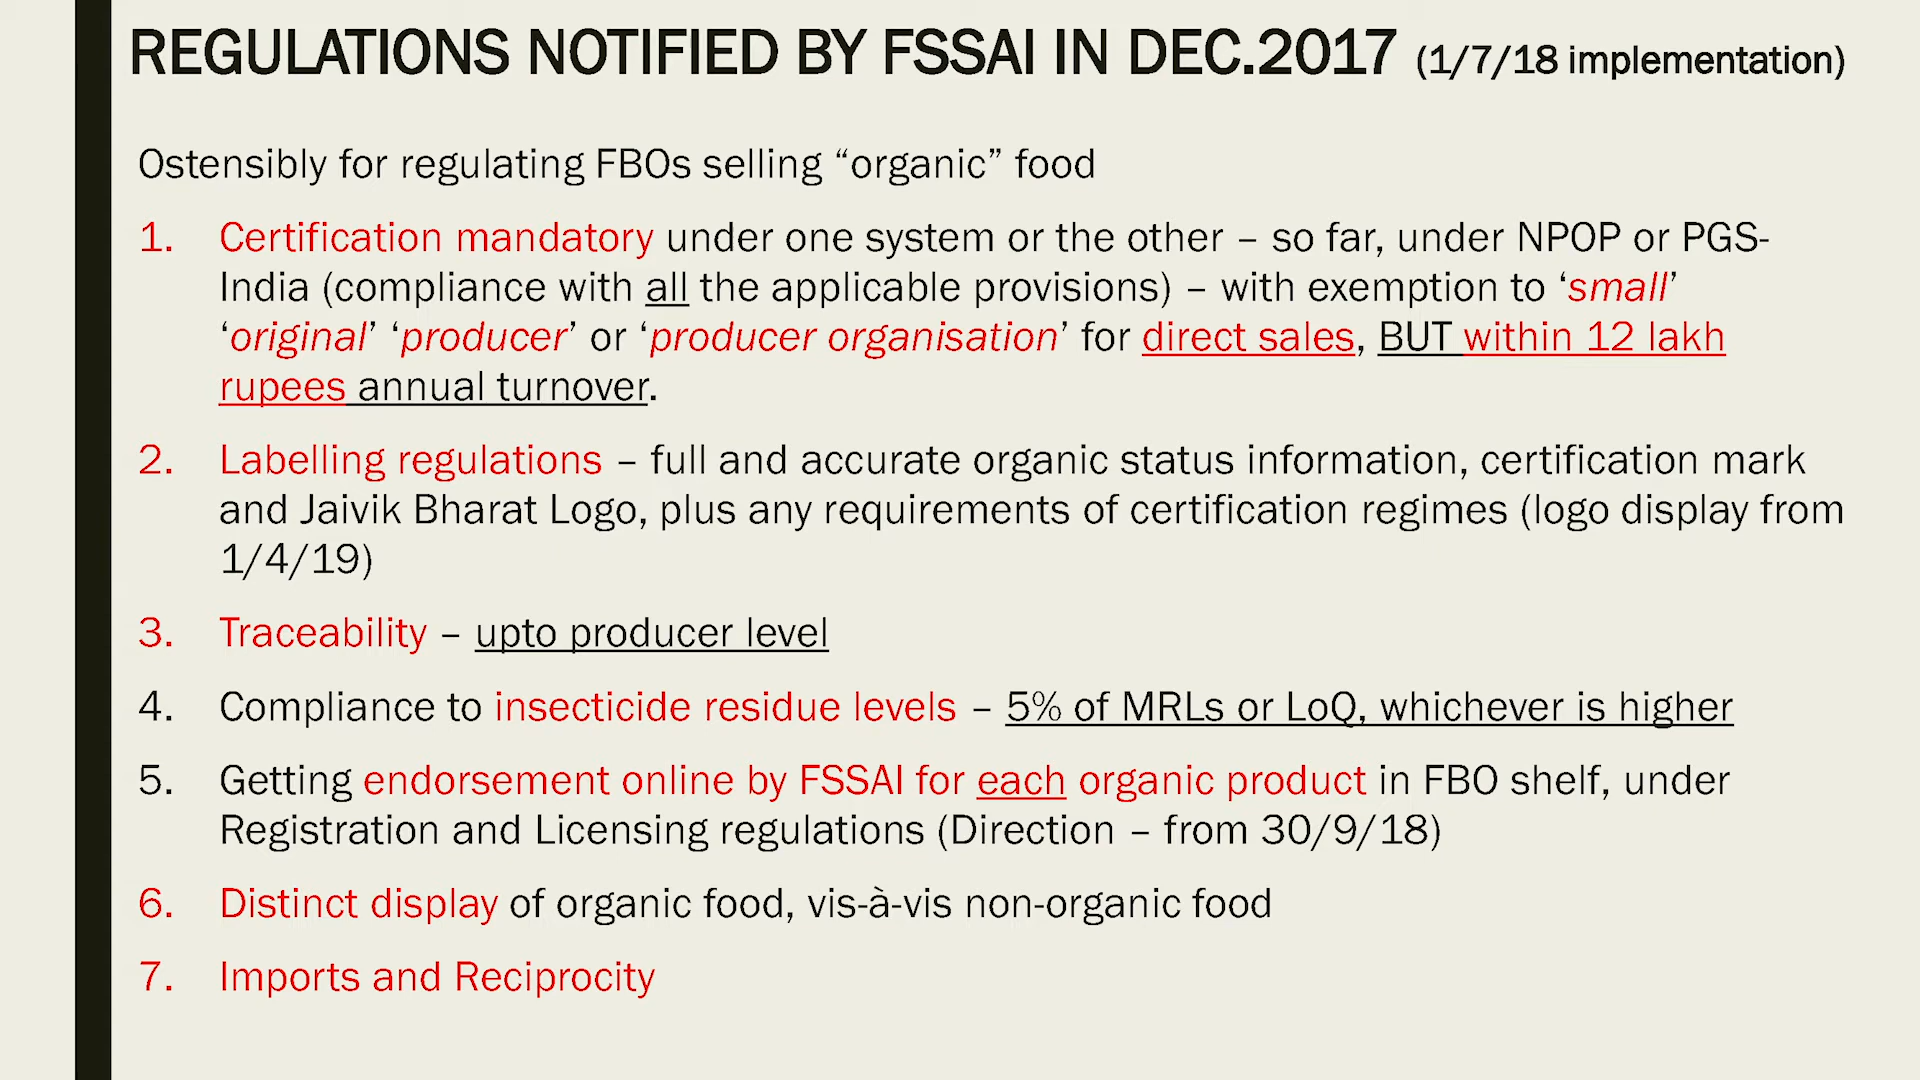 REGULATIONS NOTIFIED BY FSSAI IN DEC.2017 (1/7/18 implementation)
Ostensibly for regulating FBOs selling “organic” food
1. Certification mandatory under one system or the other – so far, under NPOP or PGS-
India (compliance with all the applicable provisions) – with exemption to ‘small’
‘original’ ‘producer’ or ‘producer organisation’ for direct sales, BUT within 12 lakh
rupees annual turnover.
2. Labelling regulations – full and accurate organic status information, certification mark
and Jaivik Bharat Logo, plus any requirements of certification regimes (logo display from
1/4/19)
3. Traceability – upto producer level
4. Compliance to insecticide residue levels – 5% of MRLs or LoQ, whichever is higher
5. Getting endorsement online by FSSAI for each organic product in FBO shelf, under
Registration and Licensing regulations (Direction – from 30/9/18)
6. Distinct display of organic food, vis-à-vis non-organic food
7. Imports and Reciprocity